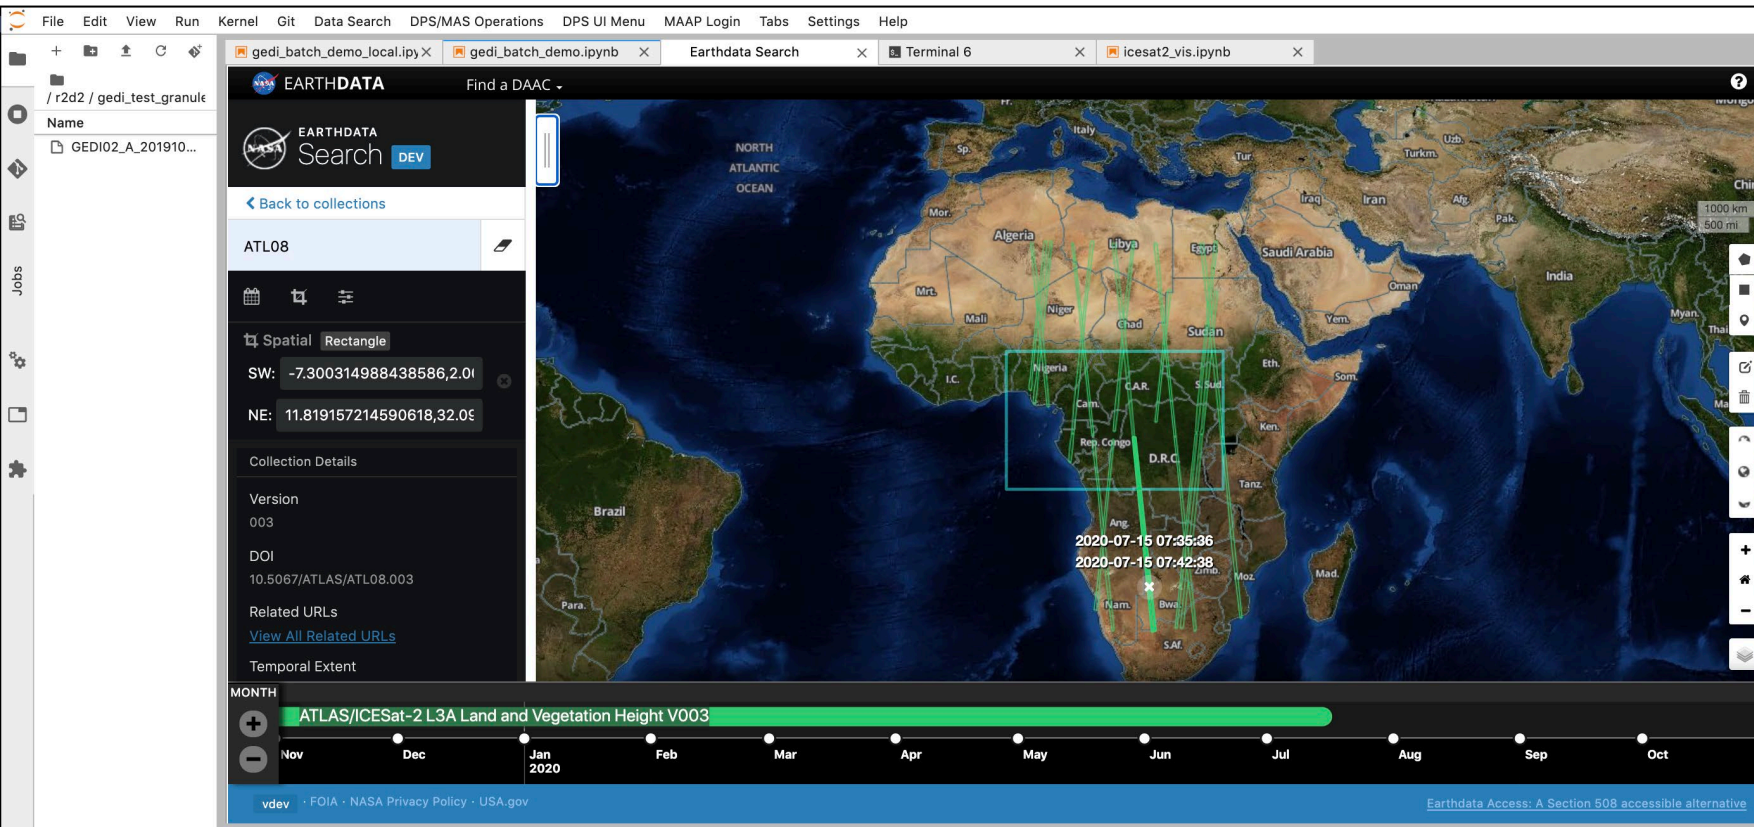 File Edit View Run Kernel Git Data Search DPS/MAS Operations DPS UI Menu MAAP Login Tabs Settings Help
gedi_batch_demo_local.ipy
gedi_batch_demo.ipynb
Earthdata Search
Terminal 6
icesat2_vis.ipynb
/ r2d2 / gedi_test_granule
Name
GEDI02_A_201910...
Jobs
NASA EARTHDATA
Find a DAAC
NASA
EARTHDATA
Search DEV
Back to collections
ATL08
Spatial Rectangle
SW: -7.300314988438586,2.0
NE: 11.819157214590618,32.09
Collection Details
Version
003
DOI
10.5067/ATLAS/ATL08.003
Related URLs
View All Related URLs
Temporal Extent
Fr.
Italy
NORTH
ATLANTIC
OCEAN
Sp.
Tur.
Uzb.
Turkm.
Chi
Mor.
Iraq
Iran
Afg.
Pak.
1000 km
500 mi
Algeria
Libya
Egypt
Saudi Arabia
India
Oman
Mrt.
Mali
Niger
Chad
Sudan
Yem.
Myan.
Thai
I.C.
Nigeria
C.A.R.
S. Sud.
Eth.
Som.
Ma
Cam.
Rep. Congo
D.R.C.
Ken.
Tanz.
Brazil
Ang.
2020-07-15 07:35:36
2020-07-15 07:42:38
Zimb.
Moz.
Mad.
Para.
Nam.
Bwa.
S.Af.
MONTH
ATLAS/ICESat-2 L3A Land and Vegetation Height V003
Nov Dec Jan Feb Mar Apr May Jun Jul Aug Sep Oct
2020
vdev · FOIA · NASA Privacy Policy · USA.gov
Earthdata Access: A Section 508 accessible alternative